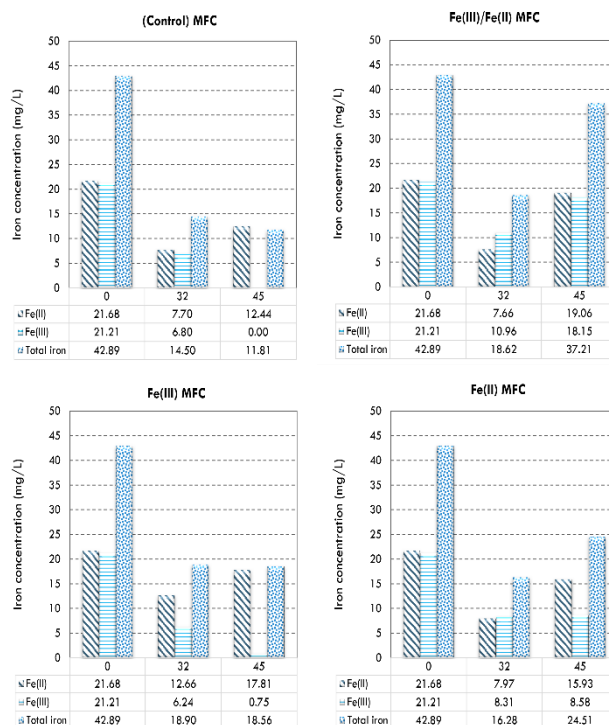 (Control) MFC
Iron concentration (mg/L)
50
45
40
35
30
25
20
15
10
5
0
0 32 45
Fe(II) 21.68 7.70 12.44
Fe(III) 21.21 6.80 0.00
Total iron 42.89 14.50 11.81
Fe(III)/Fe(II) MFC
Iron concentration (mg/L)
50
45
40
35
30
25
20
15
10
5
0
0 32 45
Fe(II) 21.68 7.66 19.06
Fe(III) 21.21 10.96 18.15
Total iron 42.89 18.62 37.21
Fe(III) MFC
Iron concentration (mg/L)
50
45
40
35
30
25
20
15
10
5
0
0 32 45
Fe(II) 21.68 12.66 17.81
Fe(III) 21.21 6.24 0.75
Total iron 42.89 18.90 18.56
Fe(II) MFC
Iron concentration (mg/L)
50
45
40
35
30
25
20
15
10
5
0
0 32 45
Fe(II) 21.68 7.97 15.93
Fe(III) 21.21 8.31 8.58
Total iron 42.89 16.28 24.51